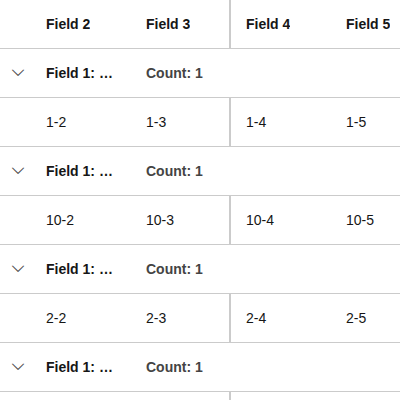 Field 2 Field 3 Field 4 Field 5
Field 1: ... Count: 1
1-2 1-3 1-4 1-5
Field 1: ... Count: 1
10-2 10-3 10-4 10-5
Field 1: ... Count: 1
2-2 2-3 2-4 2-5
Field 1: ... Count: 1